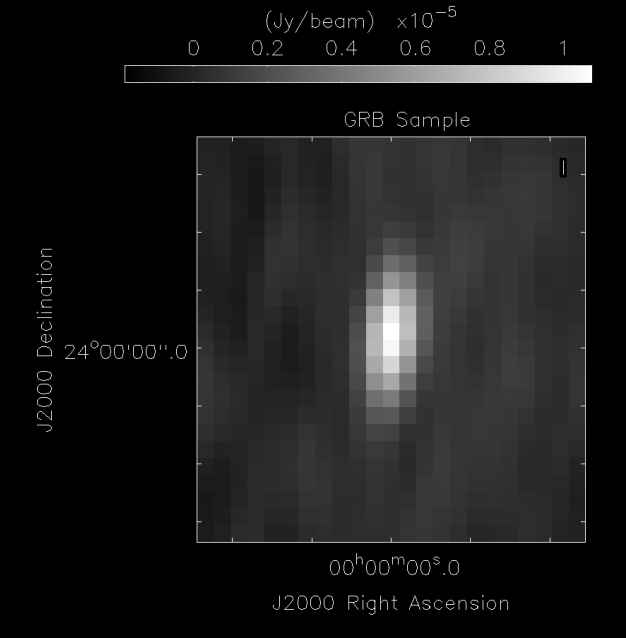 (Jy/beam) x10⁻⁵
0 0.2 0.4 0.6 0.8 1
GRB Sample
I
J2000 Declination
24°00'00".0
00ʰ00ᵐ00ˢ.0
J2000 Right Ascension